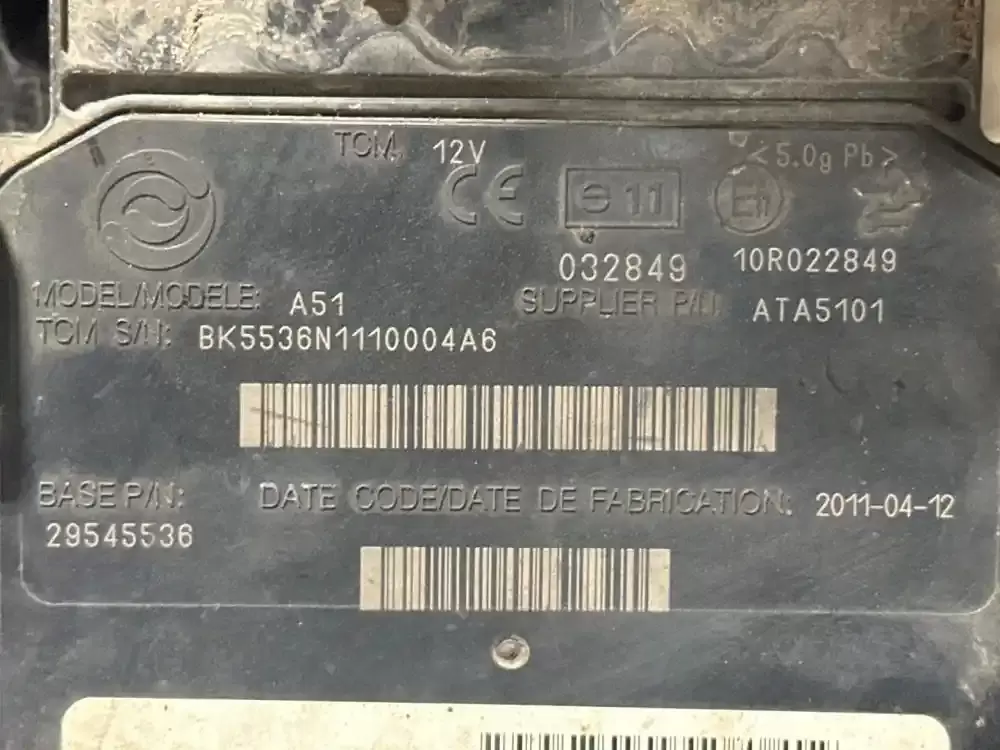 TCM 12V < 5.0g Pb >
CE ⊖ 11 E11
032849 10R022849
MODEL/MODELE: A51 SUPPLIER P/N: ATA5101
TCM S/N: BK5536N1110004A6
BASE P/N: DATE CODE/DATE DE FABRICATION: 2011-04-12
29545536